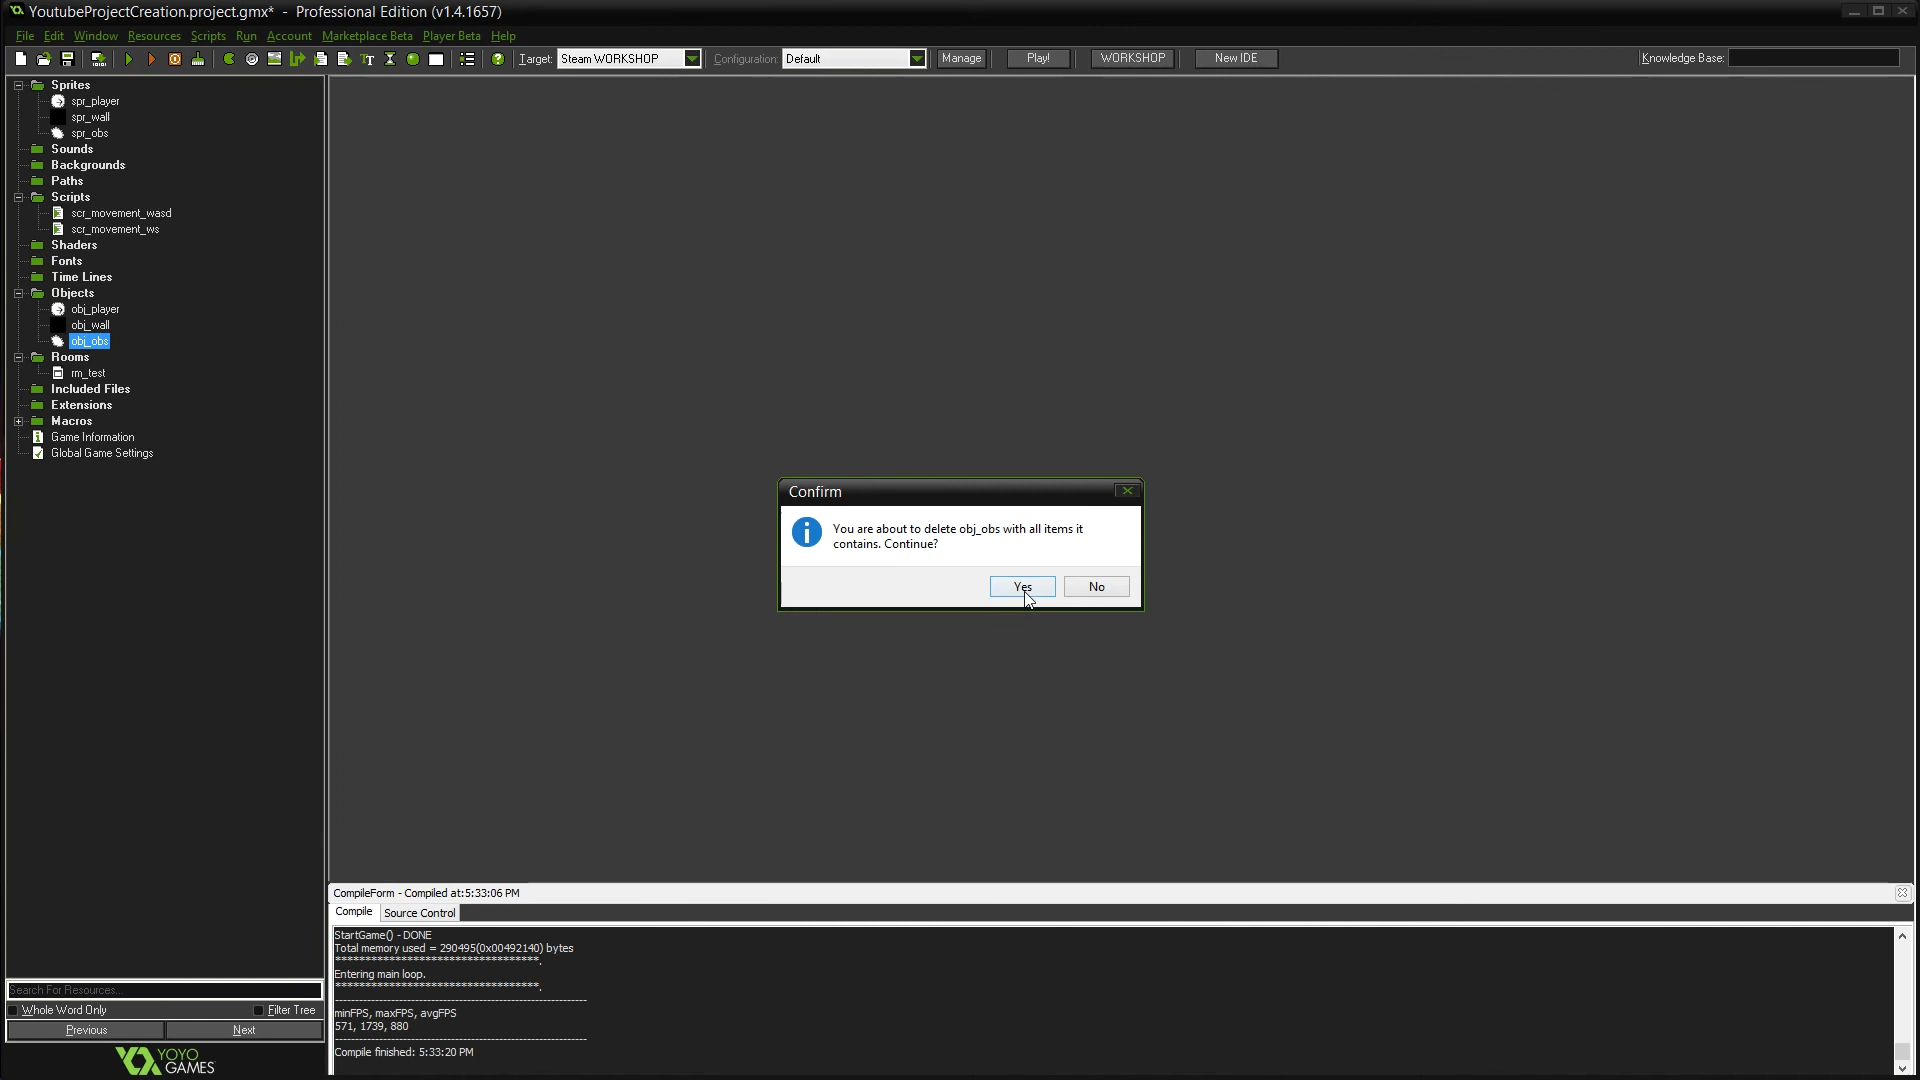 YoutubeProjectCreation.project.gmx* - Professional Edition (v1.4.1657)
File Edit Window Resources Scripts Run Account Marketplace Beta Player Beta Help
Target: Steam WORKSHOP Configuration: Default Manage Play! WORKSHOP New IDE Knowledge Base:
Sprites
spr_player
spr_wall
spr_obs
Sounds
Backgrounds
Paths
Scripts
scr_movement_wasd
scr_movement_ws
Shaders
Fonts
Time Lines
Objects
obj_player
obj_wall
obj_obs
Rooms
rm_test
Included Files
Extensions
Macros
Game Information
Global Game Settings
Confirm
You are about to delete obj_obs with all items it
contains. Continue?
Yes No
CompileForm - Compiled at:5:33:06 PM
Compile Source Control
StartGame() - DONE
Total memory used = 290495(0x00492140) bytes
***********************************.
Entering main loop.
***********************************.
------------------------------------------------------------
minFPS, maxFPS, avgFPS
571, 1739, 880
------------------------------------------------------------
Compile finished: 5:33:20 PM
Search For Resources...
Whole Word Only Filter Tree
Previous Next
YOYO
GAMES